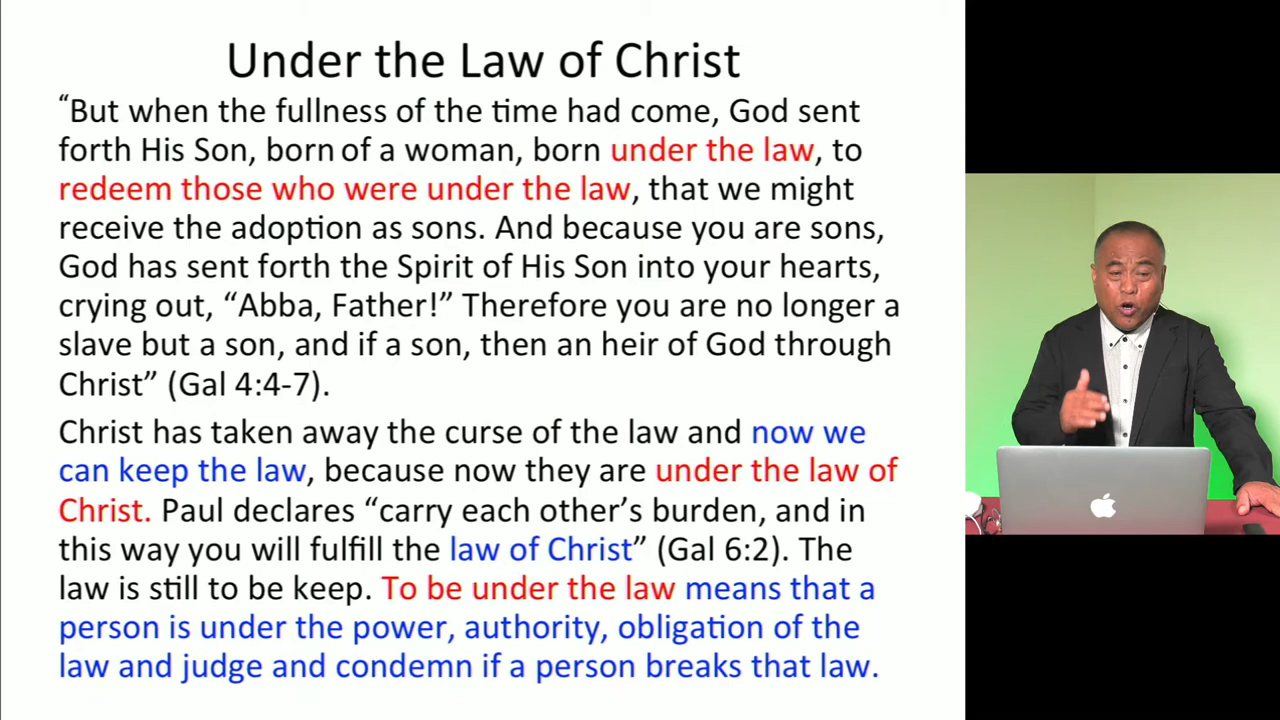 Under the Law of Christ
“But when the fullness of the time had come, God sent
forth His Son, born of a woman, born under the law, to
redeem those who were under the law, that we might
receive the adoption as sons. And because you are sons,
God has sent forth the Spirit of His Son into your hearts,
crying out, “Abba, Father!” Therefore you are no longer a
slave but a son, and if a son, then an heir of God through
Christ” (Gal 4:4-7).
Christ has taken away the curse of the law and now we
can keep the law, because now they are under the law of
Christ. Paul declares “carry each other’s burden, and in
this way you will fulfill the law of Christ” (Gal 6:2). The
law is still to be keep. To be under the law means that a
person is under the power, authority, obligation of the
law and judge and condemn if a person breaks that law.